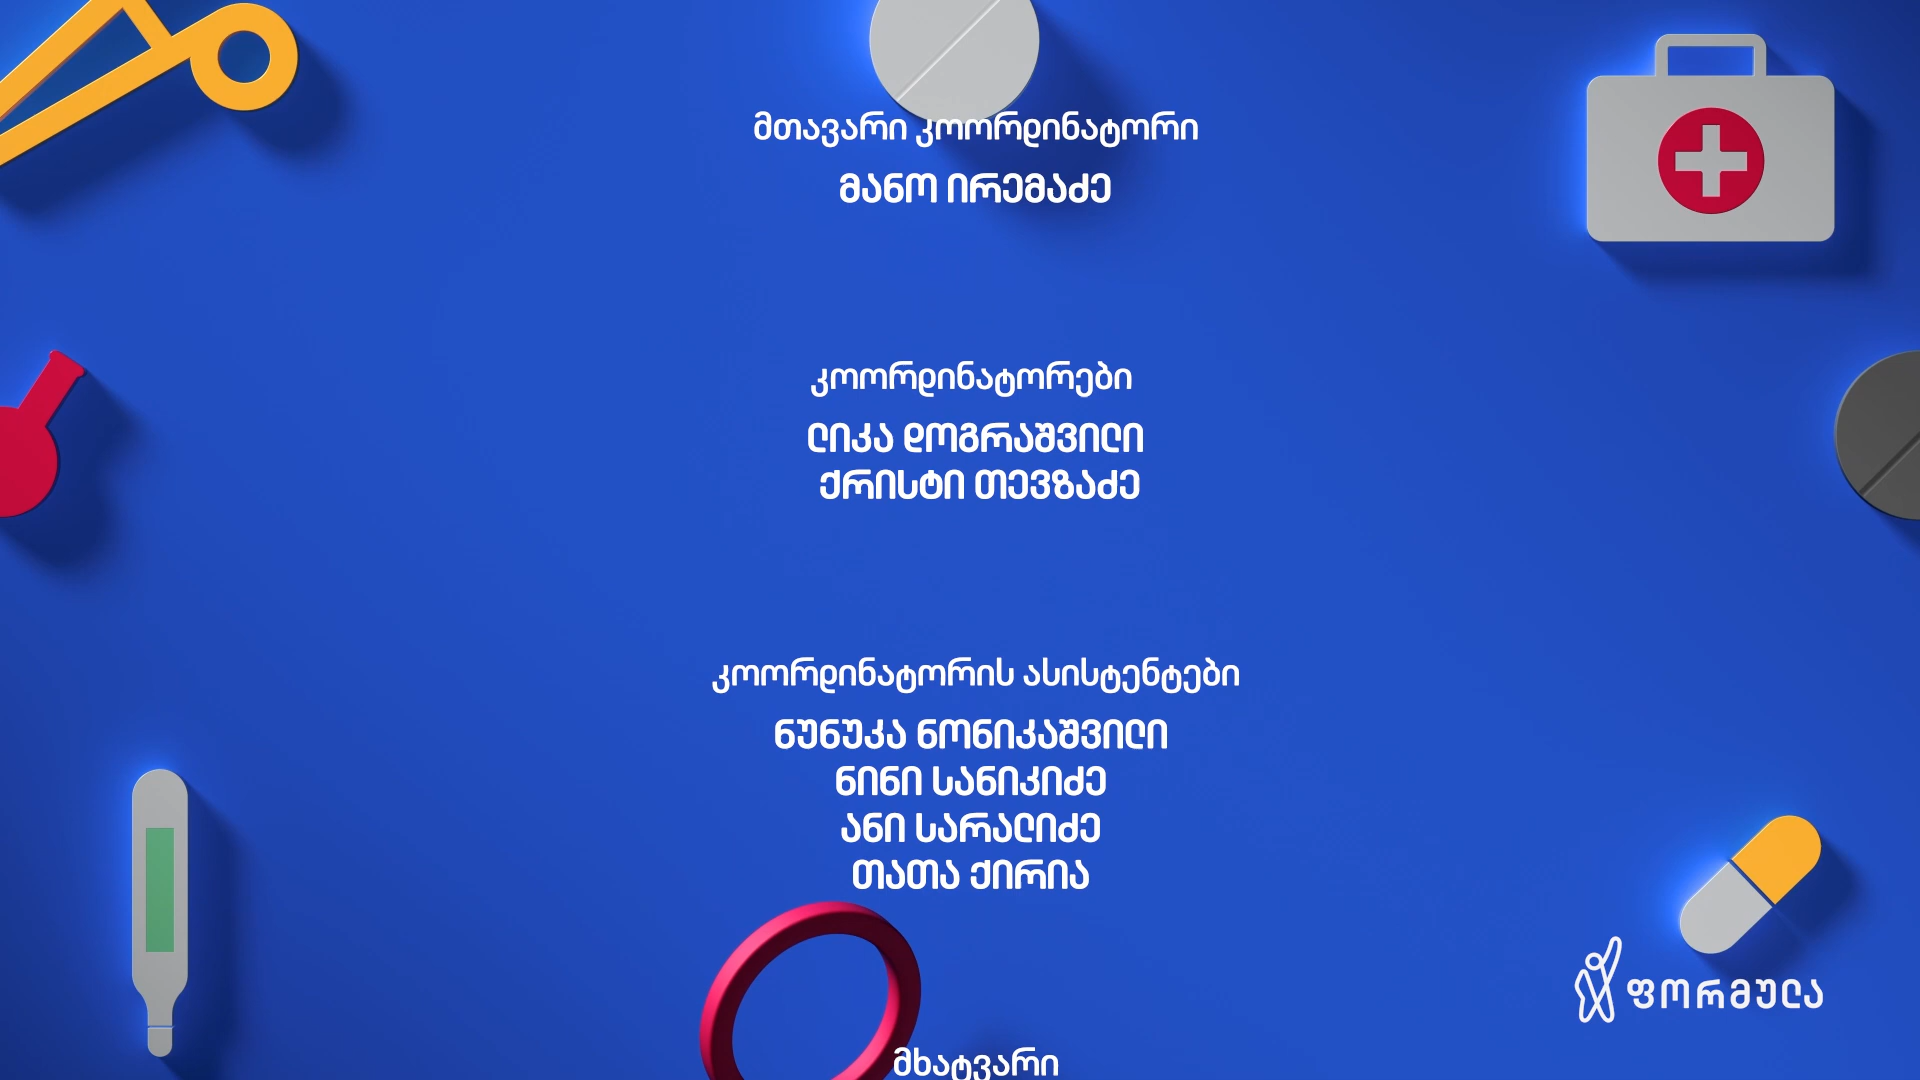 მთავარი კოორდინატორი
მანო ირემაძე
კოორდინატორები
ლიკა დოგრაშვილი
ქრისტი თევზაძე
კოორდინატორის ასისტენტები
ნუნუკა ნონიკაშვილი
ნინი სანიკიძე
ანი სარალიძე
თათა ქირია
ფორმულა
მხატვარი